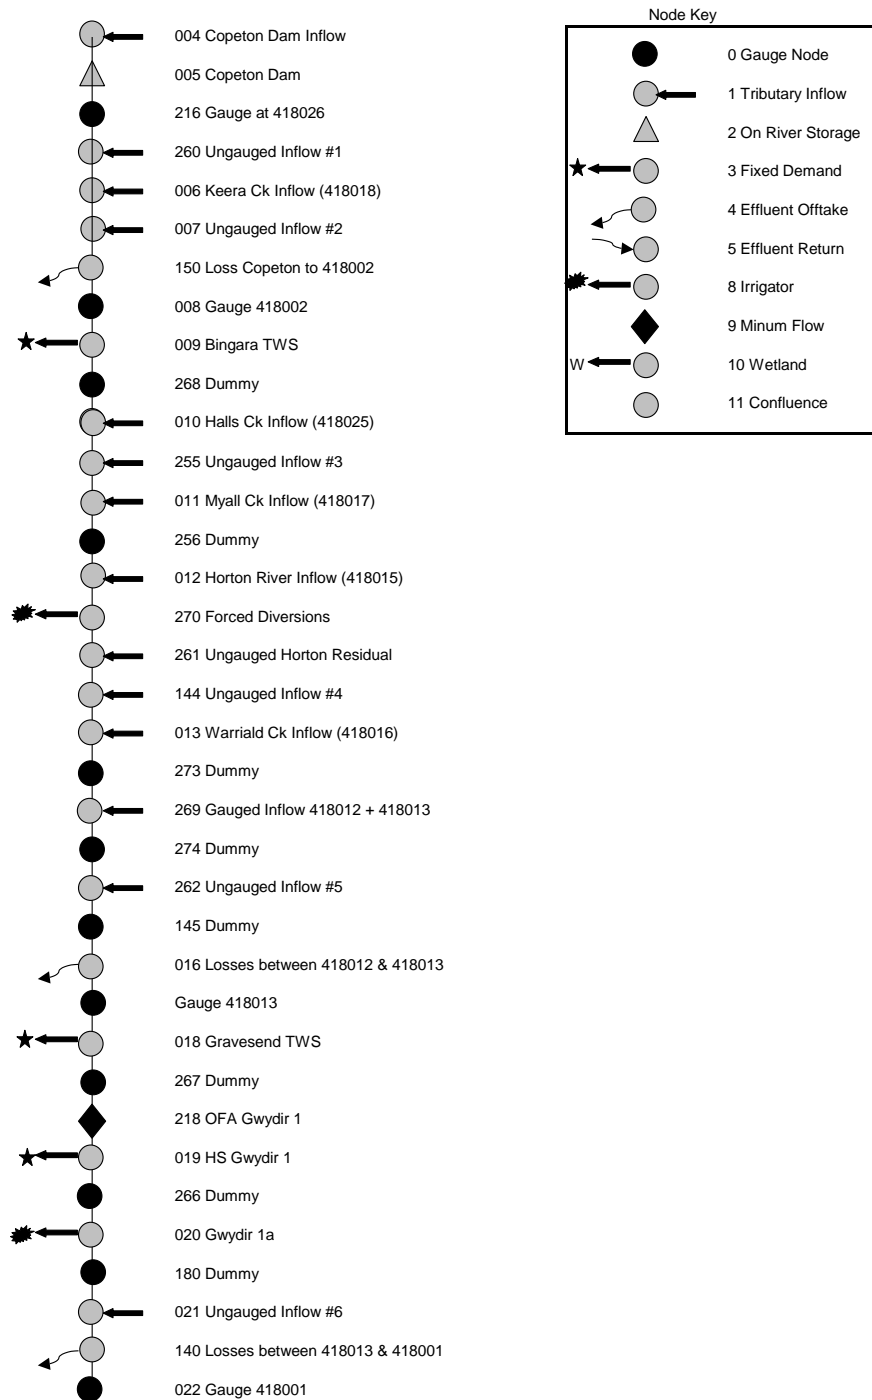 Node Key
0 Gauge Node
1 Tributary Inflow
2 On River Storage
3 Fixed Demand
4 Effluent Offtake
5 Effluent Return
8 Irrigator
9 Minum Flow
W
10 Wetland
11 Confluence
004 Copeton Dam Inflow
005 Copeton Dam
216 Gauge at 418026
260 Ungauged Inflow #1
006 Keera Ck Inflow (418018)
007 Ungauged Inflow #2
150 Loss Copeton to 418002
008 Gauge 418002
009 Bingara TWS
268 Dummy
010 Halls Ck Inflow (418025)
255 Ungauged Inflow #3
011 Myall Ck Inflow (418017)
256 Dummy
012 Horton River Inflow (418015)
270 Forced Diversions
261 Ungauged Horton Residual
144 Ungauged Inflow #4
013 Warriald Ck Inflow (418016)
273 Dummy
269 Gauged Inflow 418012 + 418013
274 Dummy
262 Ungauged Inflow #5
145 Dummy
016 Losses between 418012 & 418013
Gauge 418013
018 Gravesend TWS
267 Dummy
218 OFA Gwydir 1
019 HS Gwydir 1
266 Dummy
020 Gwydir 1a
180 Dummy
021 Ungauged Inflow #6
140 Losses between 418013 & 418001
022 Gauge 418001